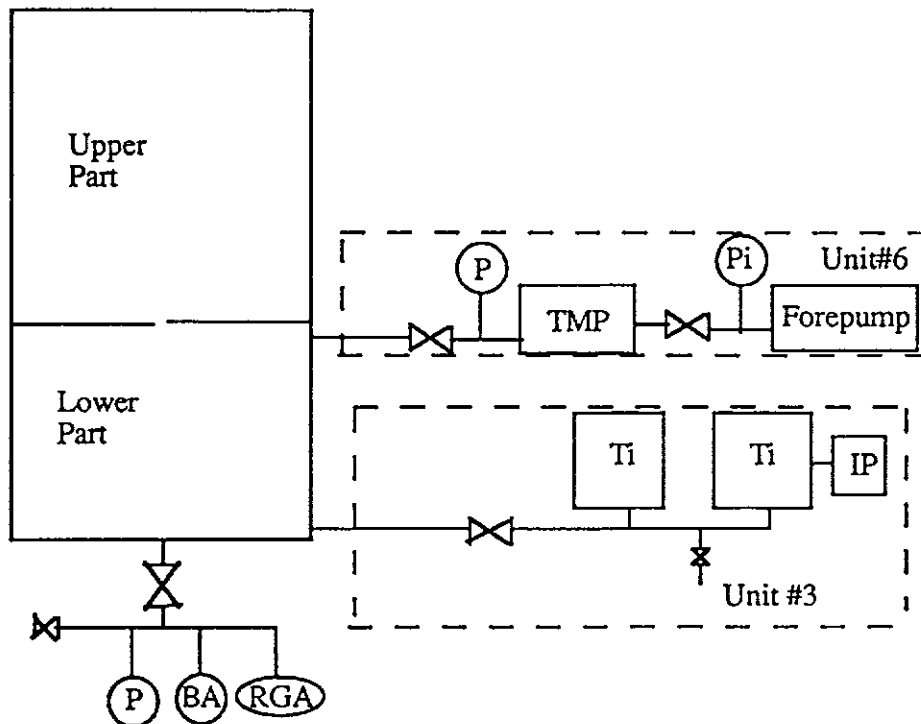 Upper
Part
P
Pi
Unit#6
TMP
Forepump
Lower
Part
Ti
Ti
IP
Unit #3
P
BA
RGA